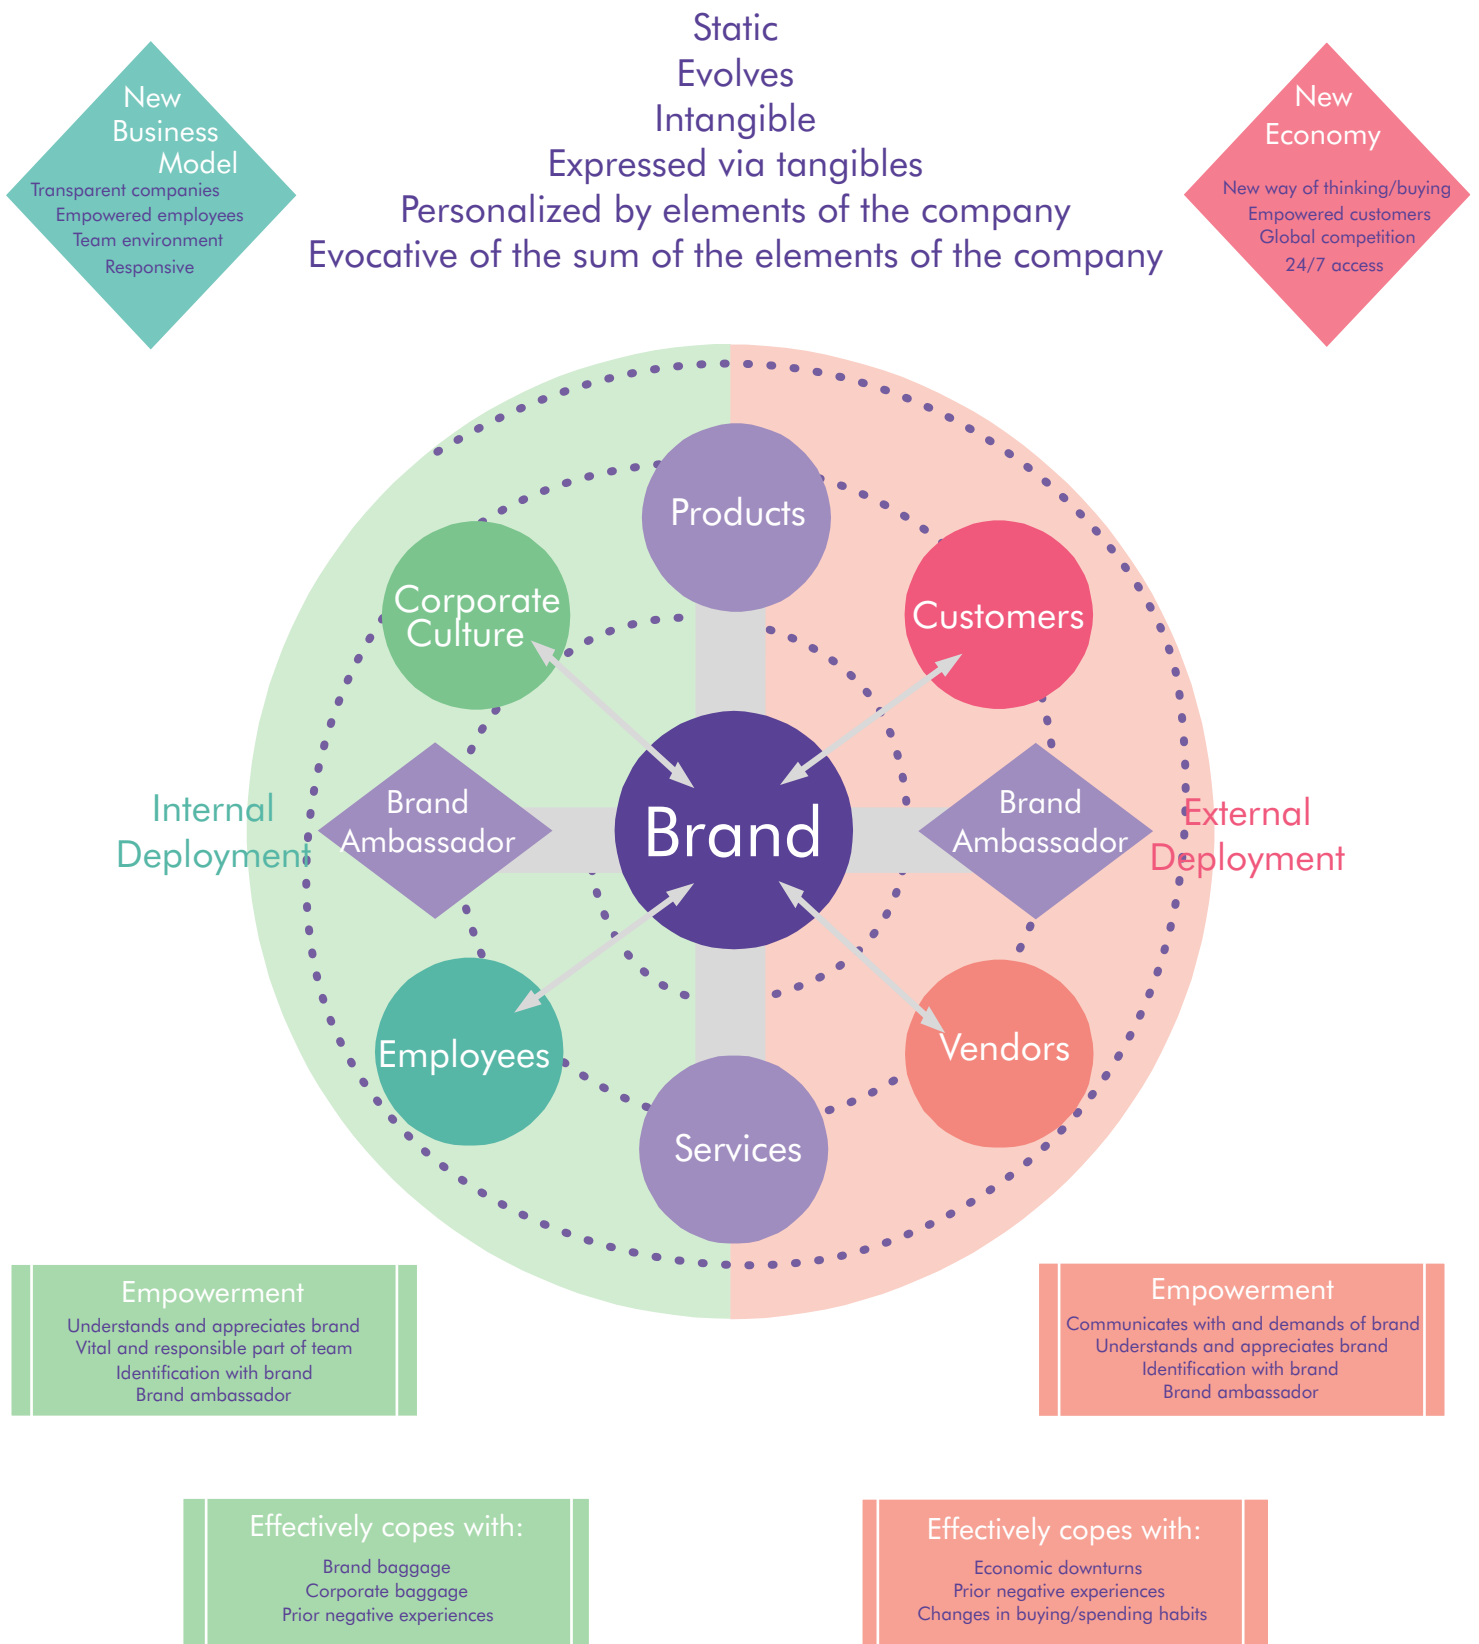 Static
Evolves
Intangible
Expressed via tangibles
Personalized by elements of the company
Evocative of the sum of the elements of the company
New
Business
Model
Transparent companies
Empowered employees
Team environment
Responsive
New
Economy
New way of thinking/buying
Empowered customers
Global competition
24/7 access
Products
Corporate
Culture
Customers
Internal
Deployment
Brand
Ambassador
Brand
Brand
Ambassador
External
Deployment
Employees
Vendors
Services
Empowerment
Understands and appreciates brand
Vital and responsible part of team
Identification with brand
Brand ambassador
Empowerment
Communicates with and demands of brand
Understands and appreciates brand
Identification with brand
Brand ambassador
Effectively copes with:
Brand baggage
Corporate baggage
Prior negative experiences
Effectively copes with:
Economic downturns
Prior negative experiences
Changes in buying/spending habits